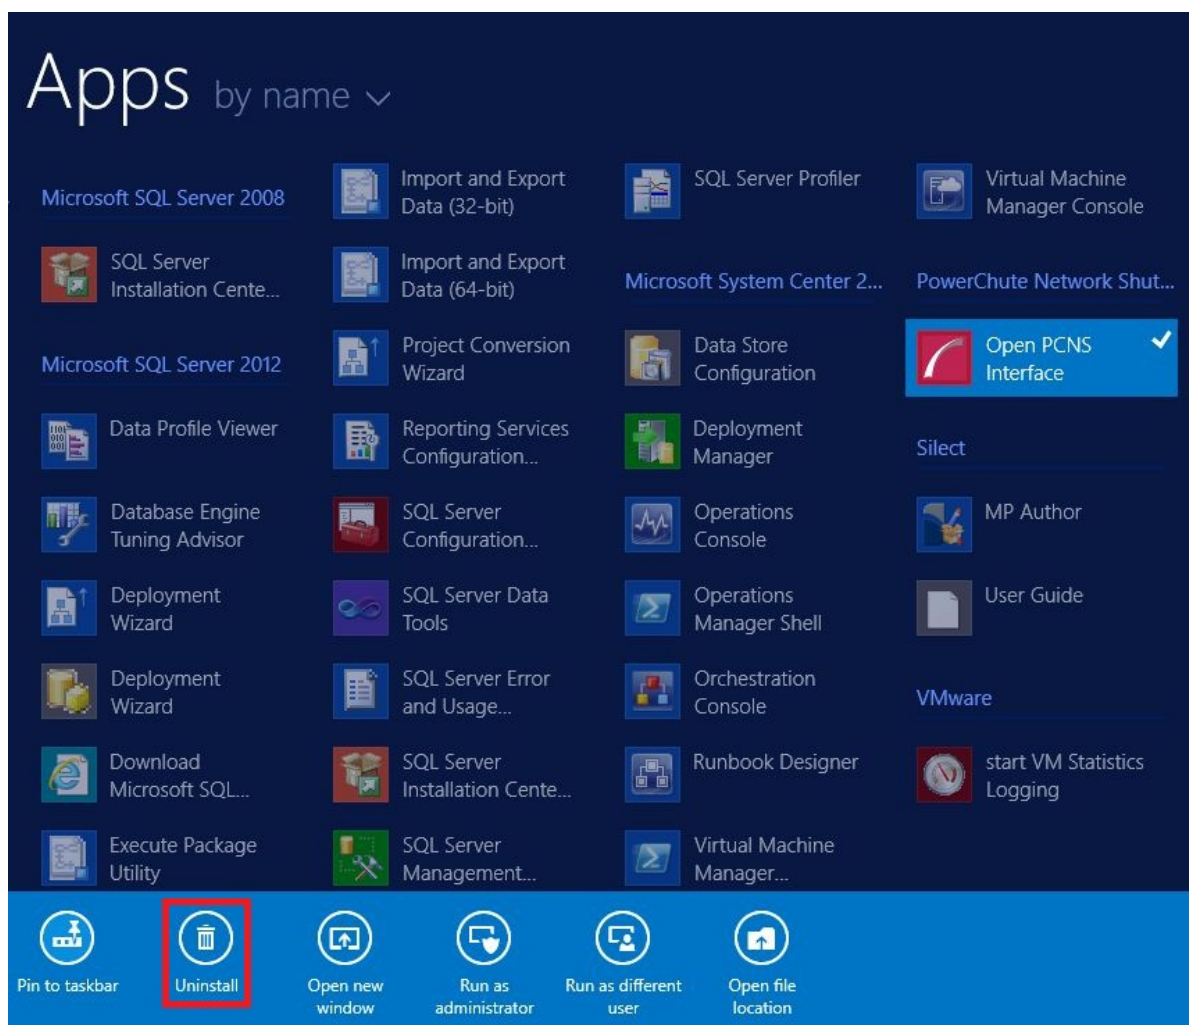 Apps by name
Microsoft SQL Server 2008
SQL Server
Installation Cente...
Microsoft SQL Server 2012
Data Profile Viewer
Database Engine
Tuning Advisor
Deployment
Wizard
Deployment
Wizard
Download
Microsoft SQL...
Execute Package
Utility
Import and Export
Data (32-bit)
Import and Export
Data (64-bit)
Project Conversion
Wizard
Reporting Services
Configuration...
SQL Server
Configuration...
SQL Server Data
Tools
SQL Server Error
and Usage...
SQL Server
Installation Cente...
SQL Server
Management...
SQL Server Profiler
Microsoft System Center 2...
Data Store
Configuration
Deployment
Manager
Operations
Console
Operations
Manager Shell
Orchestration
Console
Runbook Designer
Virtual Machine
Manager...
Virtual Machine
Manager Console
PowerChute Network Shut...
Open PCNS
Interface
Silect
MP Author
User Guide
VMware
start VM Statistics
Logging
Pin to taskbar
Uninstall
Open new
window
Run as
administrator
Run as different
user
Open file
location